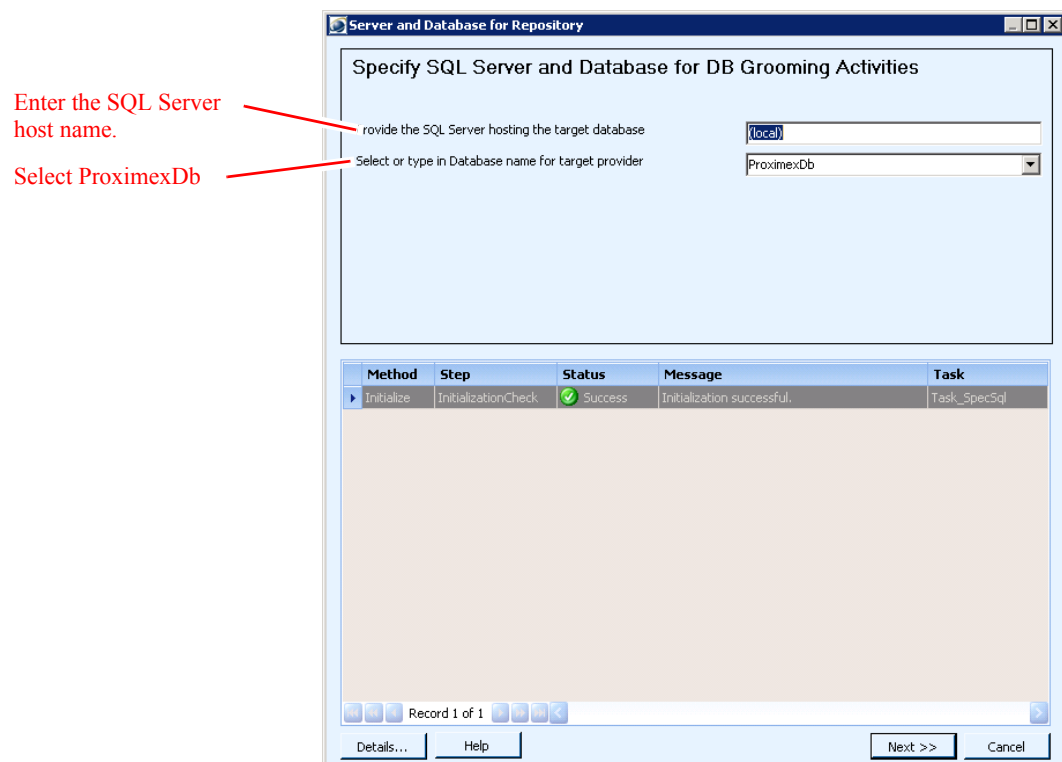 Server and Database for Repository
Specify SQL Server and Database for DB Grooming Activities
Enter the SQL Server
host name.
rovide the SQL Server hosting the target database
(local)
Select or type in Database name for target provider
ProximexDb
Select ProximexDb
Method Step Status Message Task
Initialize InitializationCheck Success Initialization successful. Task_SpecSql
Record 1 of 1
Details... Help Next >> Cancel